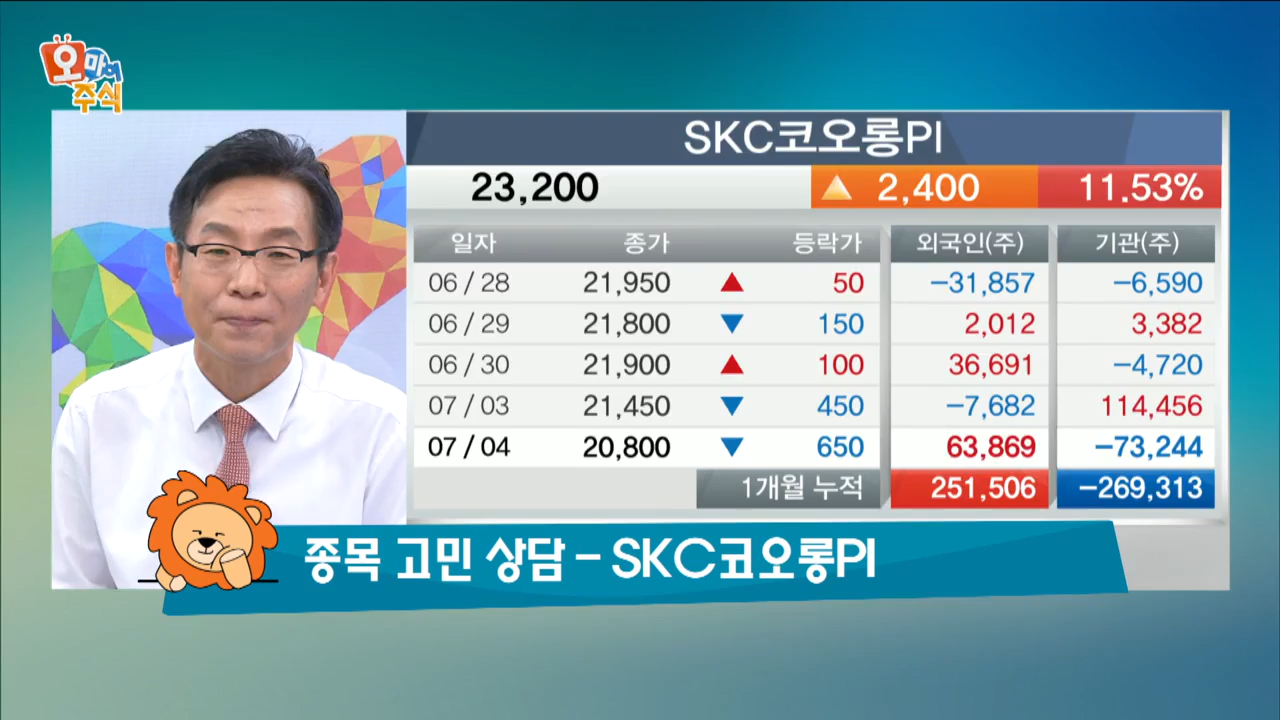 오 마이
주식
SKC코오롱PI
23,200 ▲ 2,400 11.53%
일자 종가 등락가 외국인(주) 기관(주)
06 / 28 21,950 ▲ 50 −31,857 −6,590
06 / 29 21,800 ▼ 150 2,012 3,382
06 / 30 21,900 ▲ 100 36,691 −4,720
07 / 03 21,450 ▼ 450 −7,682 114,456
07 / 04 20,800 ▼ 650 63,869 −73,244
1개월 누적 251,506 −269,313
종목 고민 상담 − SKC코오롱PI